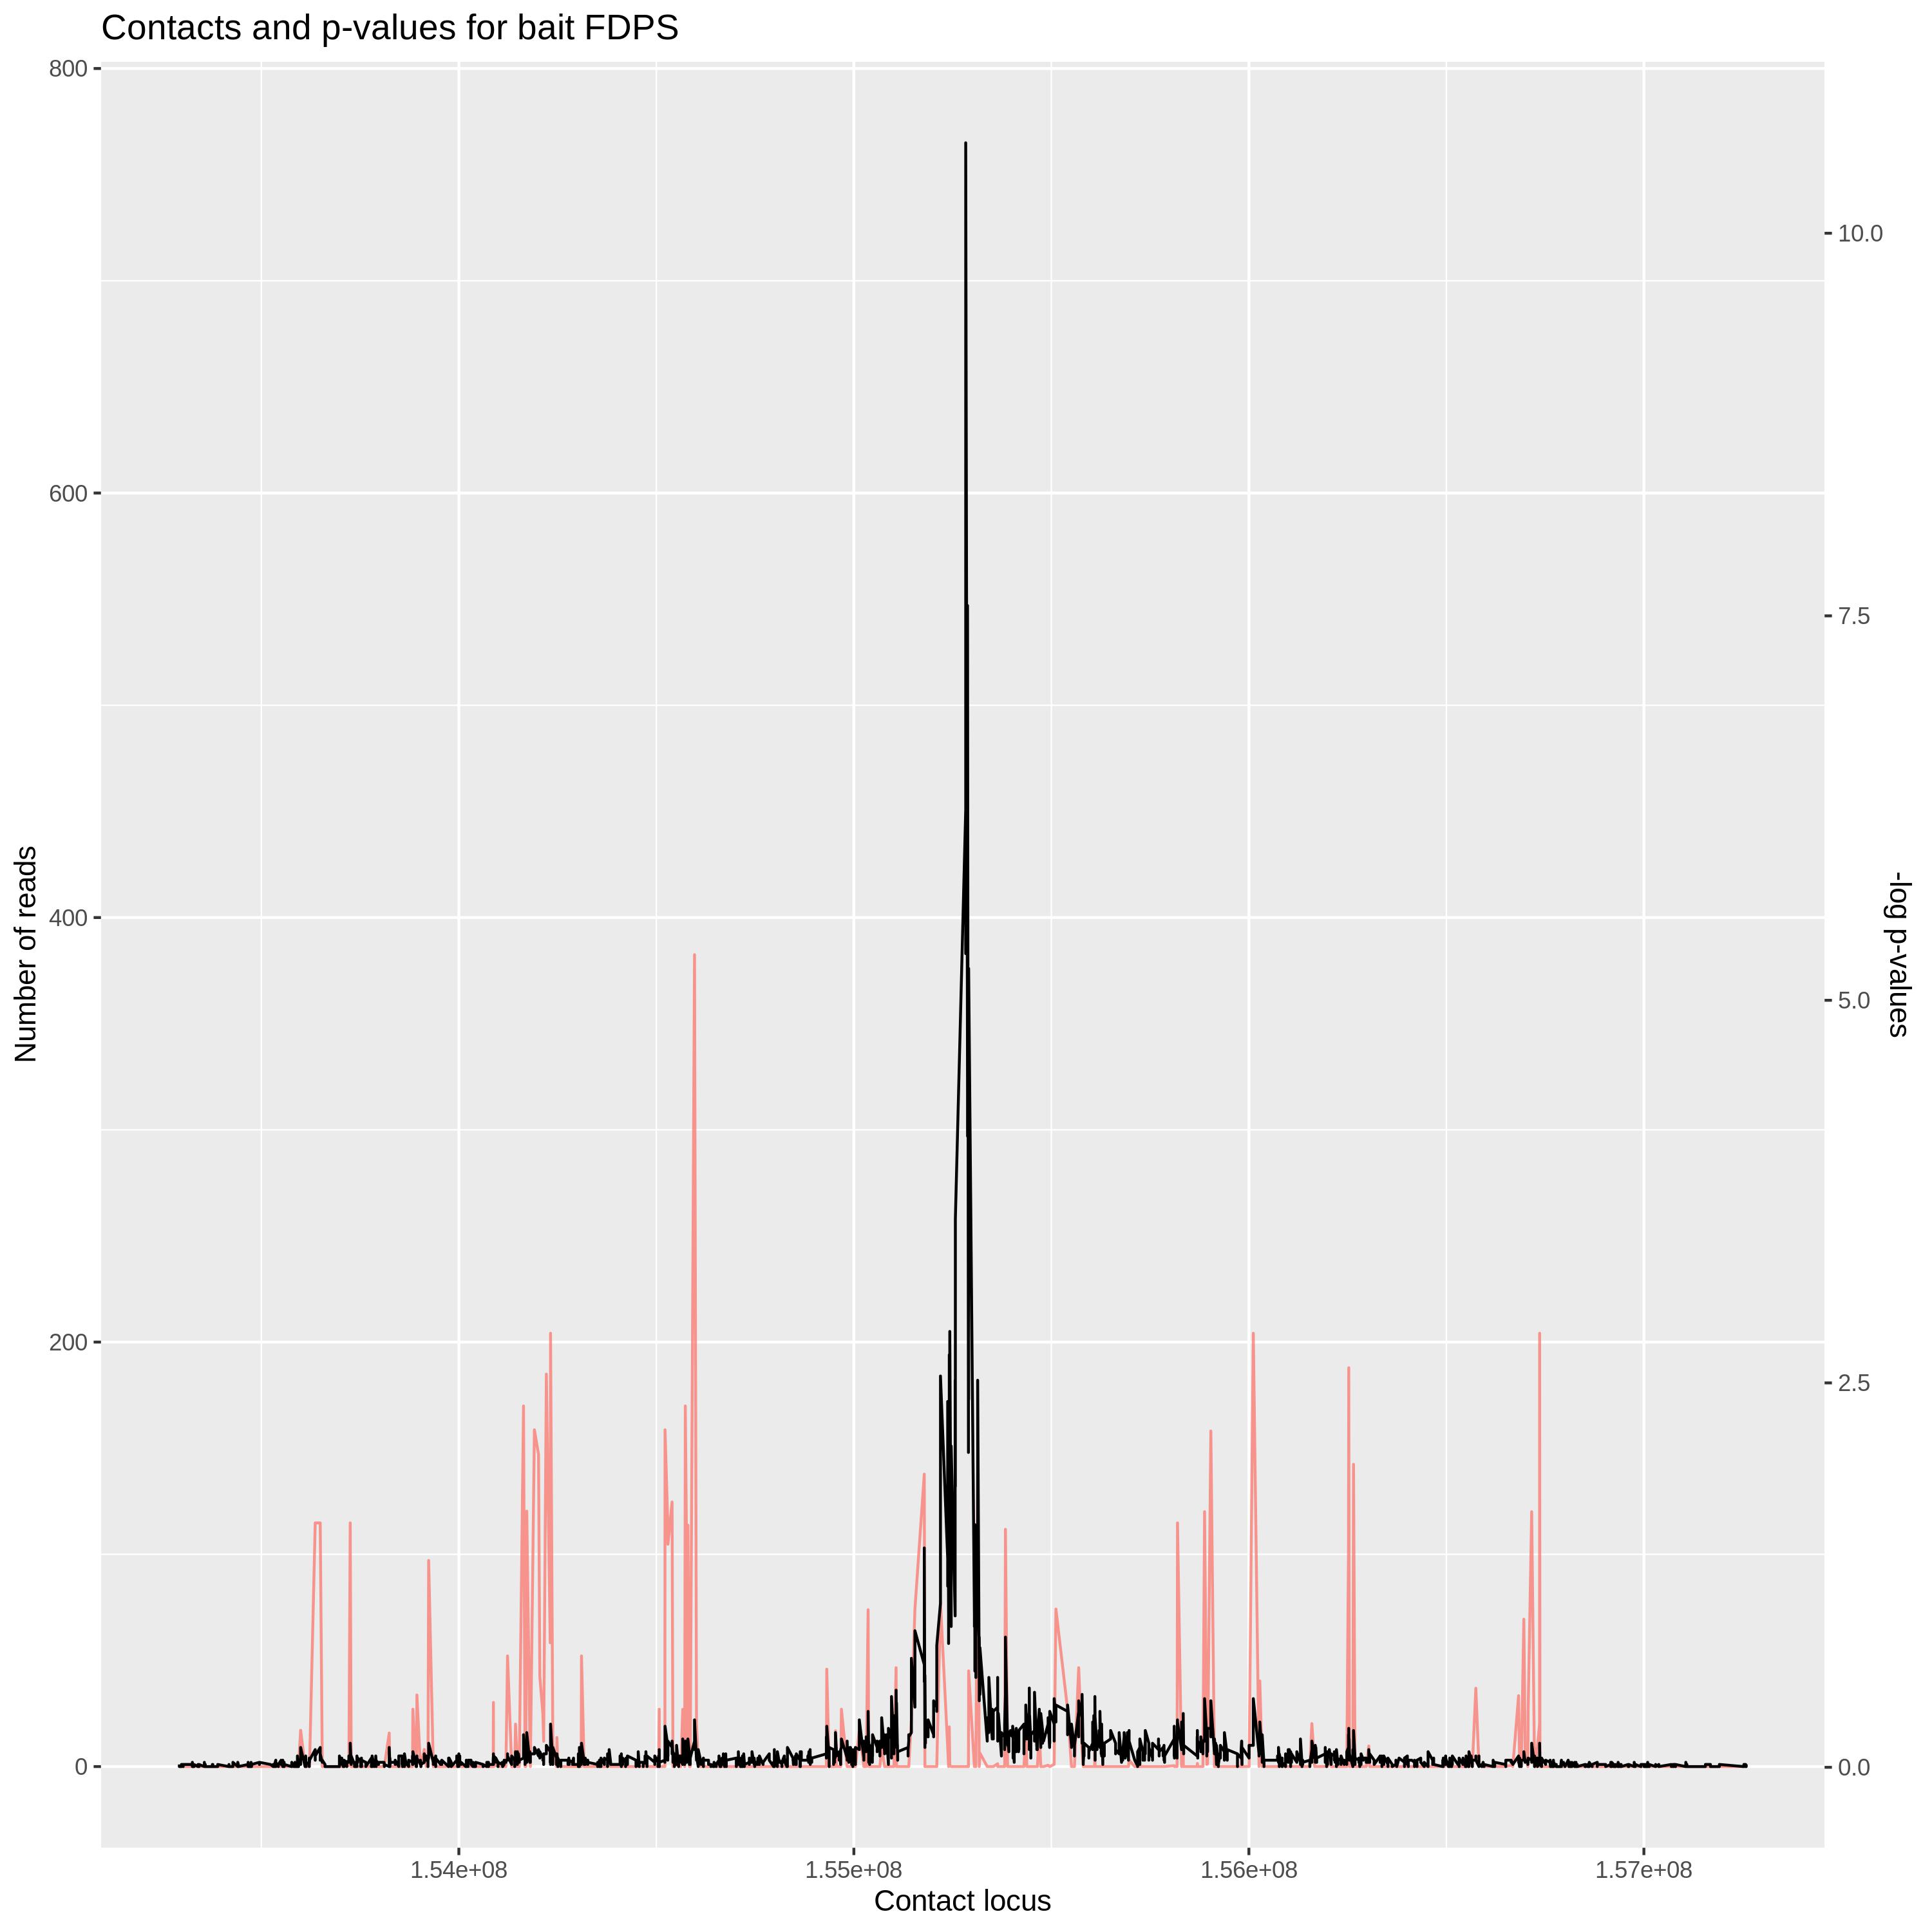 Contacts and p-values for bait FDPS
800
600
400
200
0
Number of reads
10.0
7.5
5.0
2.5
0.0
-log p-values
1.54e+08
1.55e+08
1.56e+08
1.57e+08
Contact locus